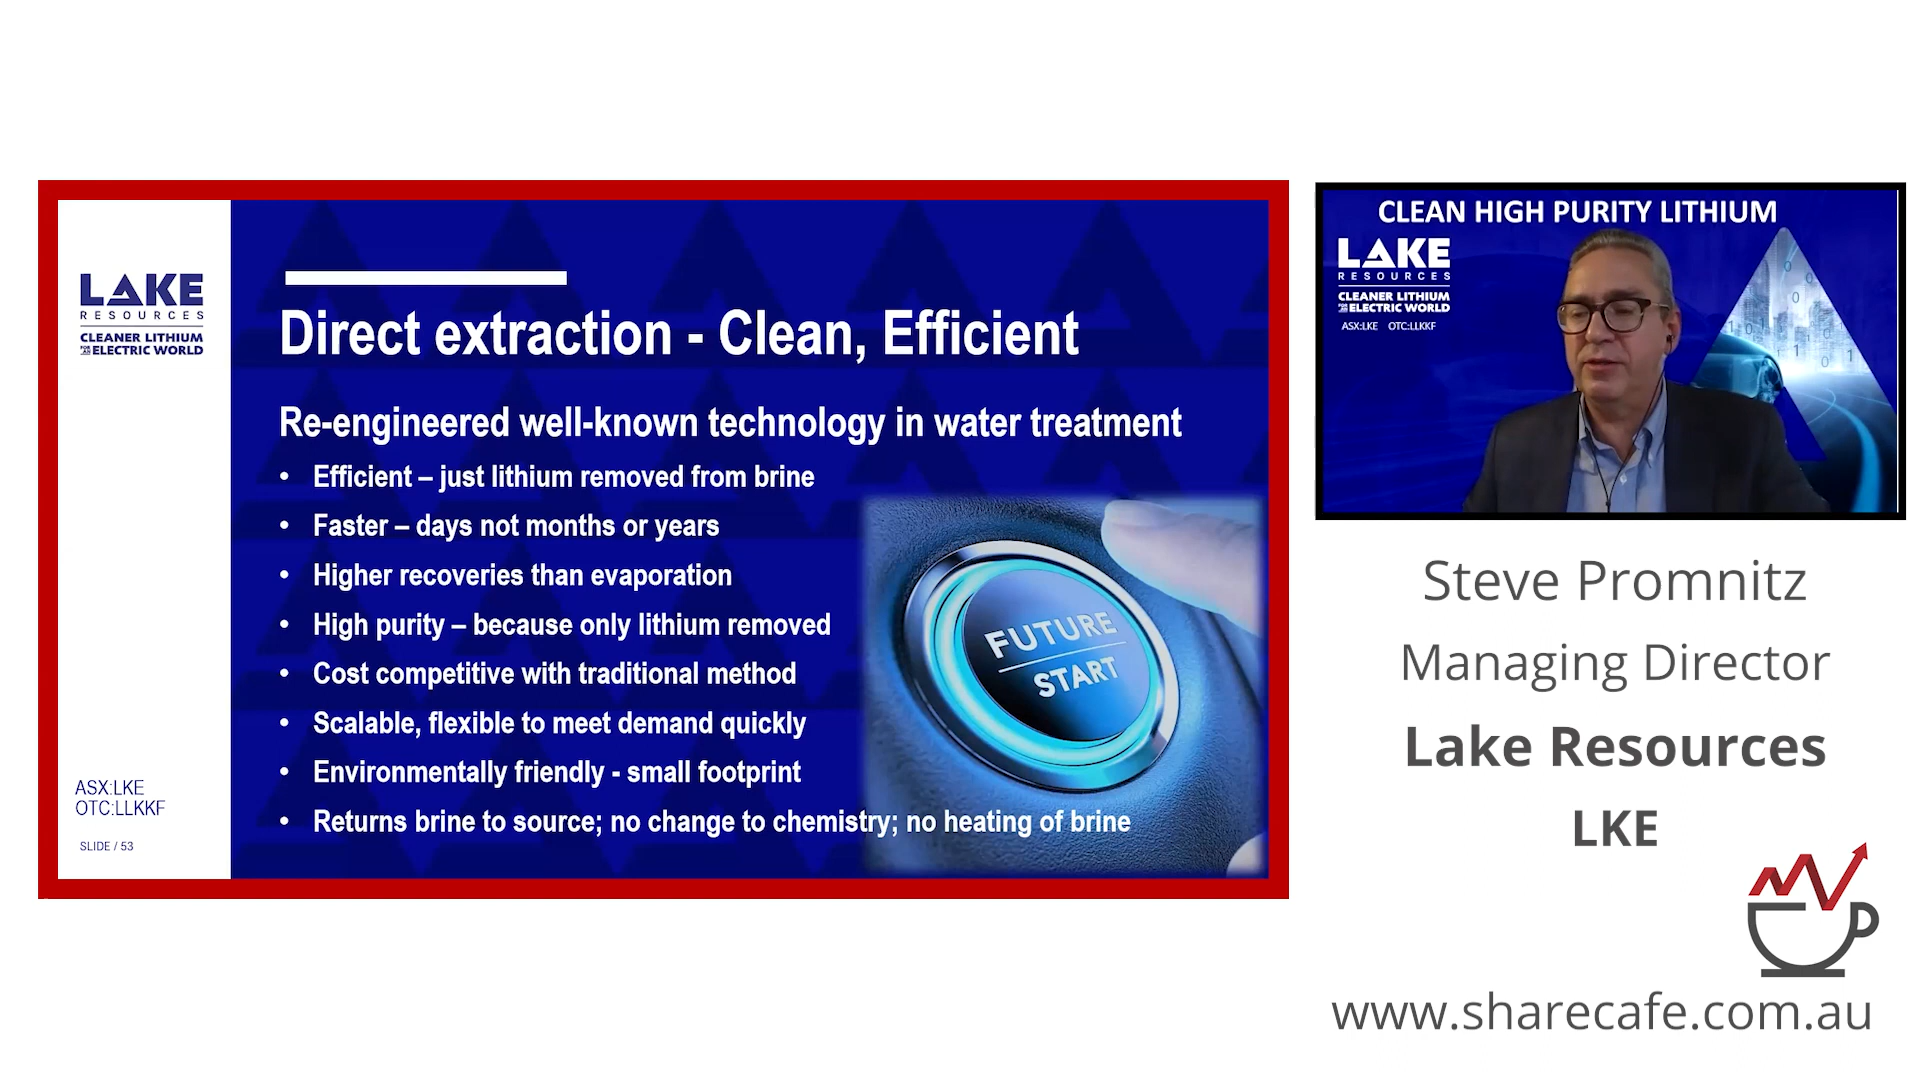 LAKE
RESOURCES
CLEANER LITHIUM
FOR AN ELECTRIC WORLD
ASX:LKE
OTC:LLKKF
SLIDE / 53
Direct extraction - Clean, Efficient
Re-engineered well-known technology in water treatment
• Efficient – just lithium removed from brine
• Faster – days not months or years
• Higher recoveries than evaporation
• High purity – because only lithium removed
• Cost competitive with traditional method
• Scalable, flexible to meet demand quickly
• Environmentally friendly - small footprint
• Returns brine to source; no change to chemistry; no heating of brine
FUTURE
START
CLEAN HIGH PURITY LITHIUM
LAKE
RESOURCES
CLEANER LITHIUM
FOR AN ELECTRIC WORLD
ASX:LKE OTC:LLKKF
Steve Promnitz
Managing Director
Lake Resources
LKE
www.sharecafe.com.au